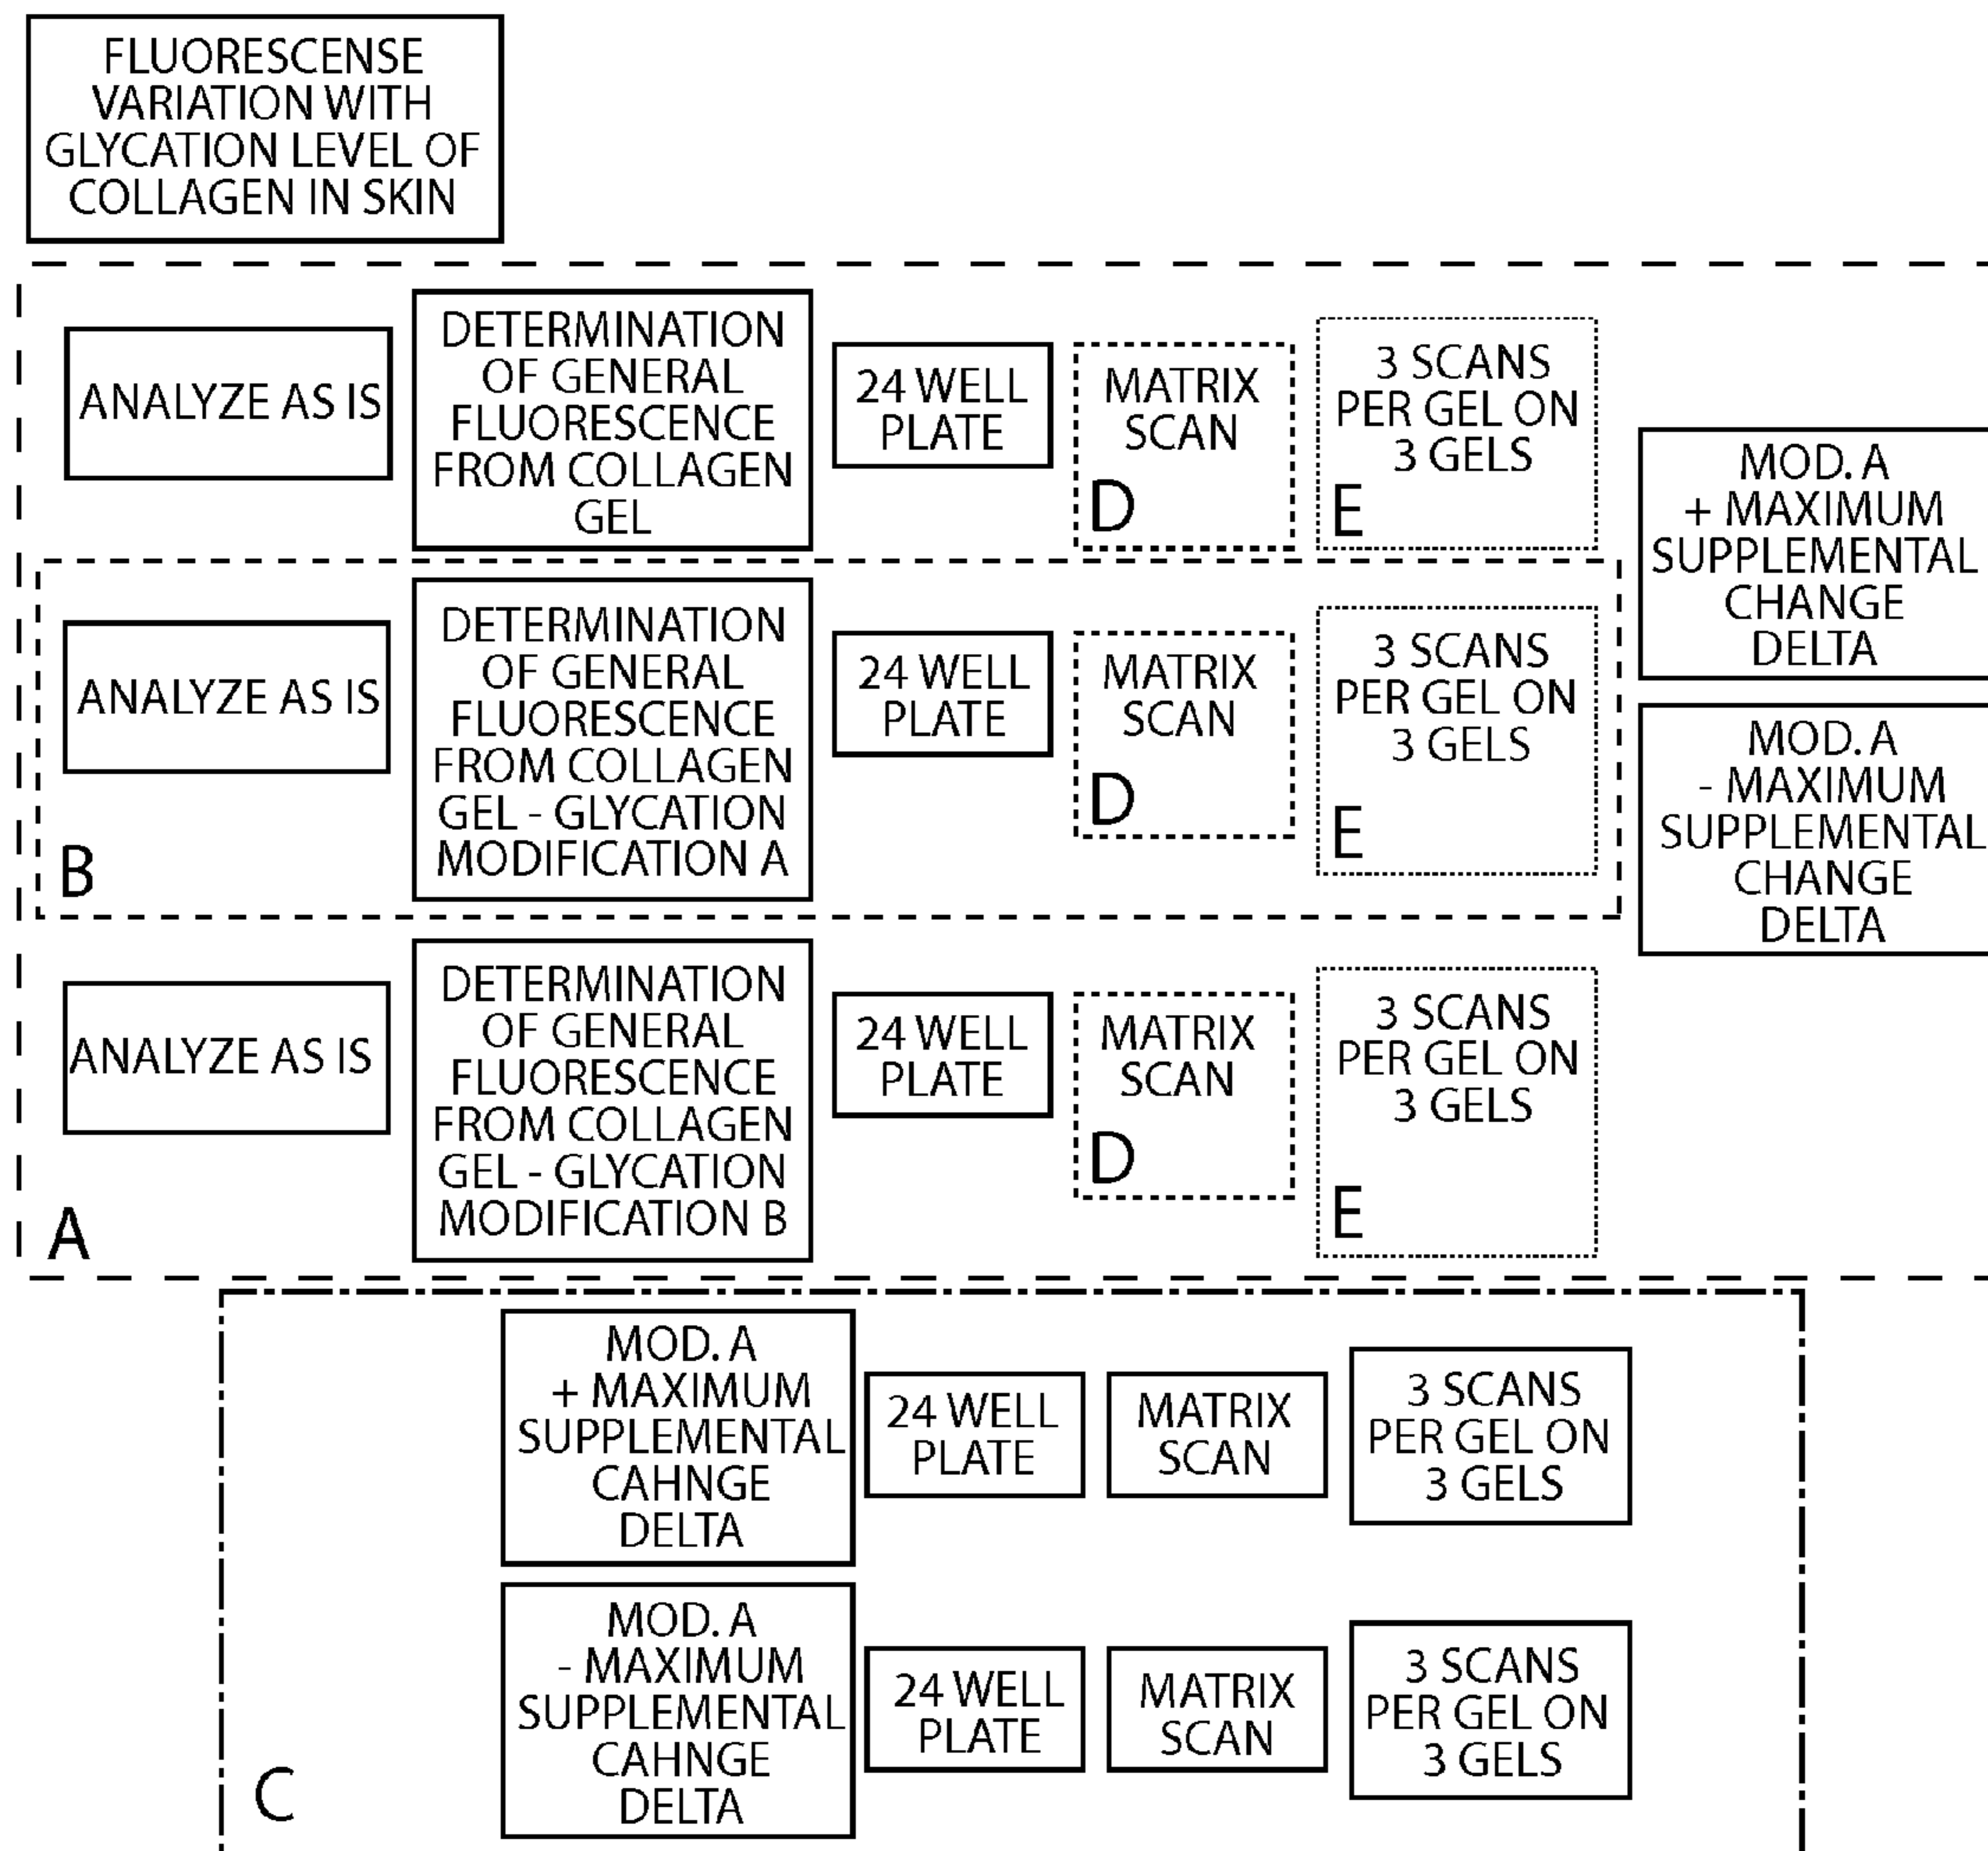 FLUORESCENSE
VARIATION WITH
GLYCATION LEVEL OF
COLLAGEN IN SKIN
ANALYZE AS IS
DETERMINATION
OF GENERAL
FLUORESCENCE
FROM COLLAGEN
GEL
24 WELL
PLATE
MATRIX
SCAN
D
3 SCANS
PER GEL ON
3 GELS
E
MOD. A
+ MAXIMUM
SUPPLEMENTAL
CHANGE
DELTA
ANALYZE AS IS
DETERMINATION
OF GENERAL
FLUORESCENCE
FROM COLLAGEN
GEL - GLYCATION
MODIFICATION A
24 WELL
PLATE
MATRIX
SCAN
D
3 SCANS
PER GEL ON
3 GELS
E
B
MOD. A
- MAXIMUM
SUPPLEMENTAL
CHANGE
DELTA
ANALYZE AS IS
DETERMINATION
OF GENERAL
FLUORESCENCE
FROM COLLAGEN
GEL - GLYCATION
MODIFICATION B
24 WELL
PLATE
MATRIX
SCAN
D
3 SCANS
PER GEL ON
3 GELS
E
A
MOD. A
+ MAXIMUM
SUPPLEMENTAL
CAHNGE
DELTA
24 WELL
PLATE
MATRIX
SCAN
3 SCANS
PER GEL ON
3 GELS
MOD. A
- MAXIMUM
SUPPLEMENTAL
CAHNGE
DELTA
24 WELL
PLATE
MATRIX
SCAN
3 SCANS
PER GEL ON
3 GELS
C